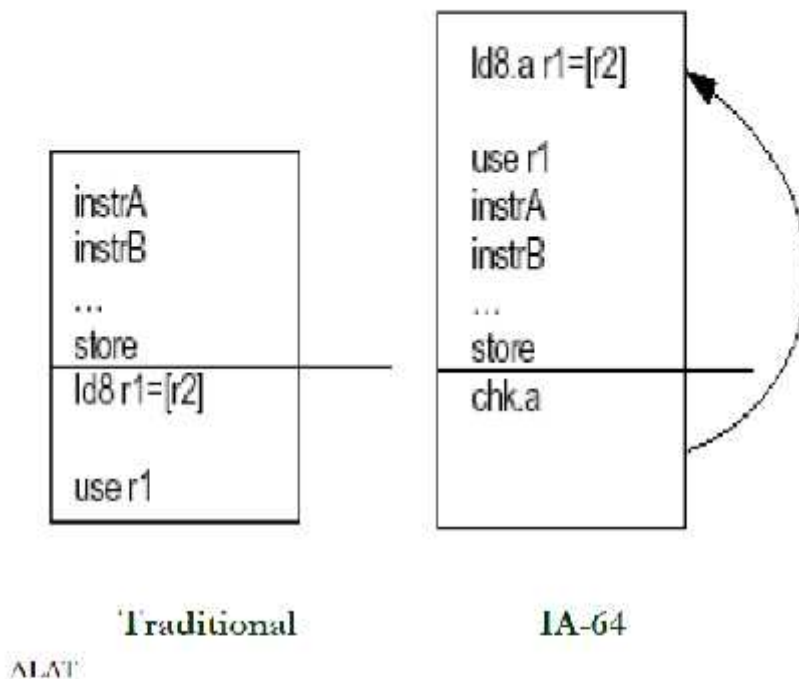 instrA
instrB
...
store
ld8 r1=[r2]
use r1
ld8.a r1=[r2]
use r1
instrA
instrB
...
store
chk.a
Traditional
IA-64
ALAT